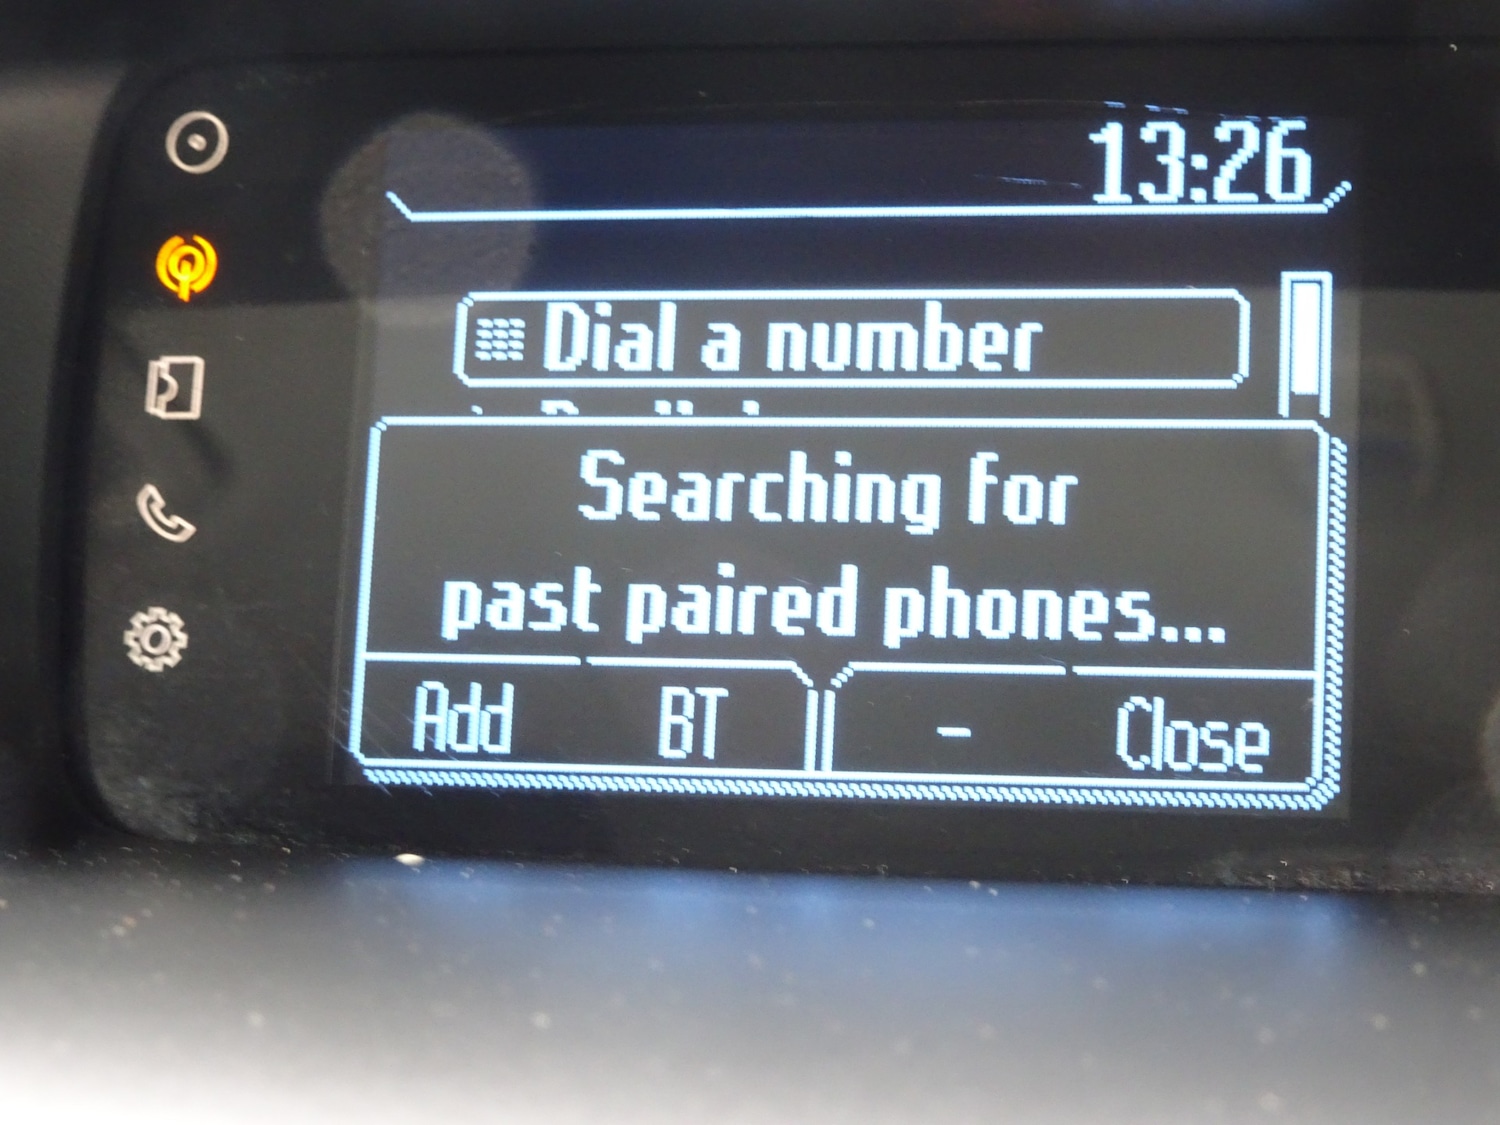 13:26
Dial a number
Searching for
past paired phones...
Add BT - Close